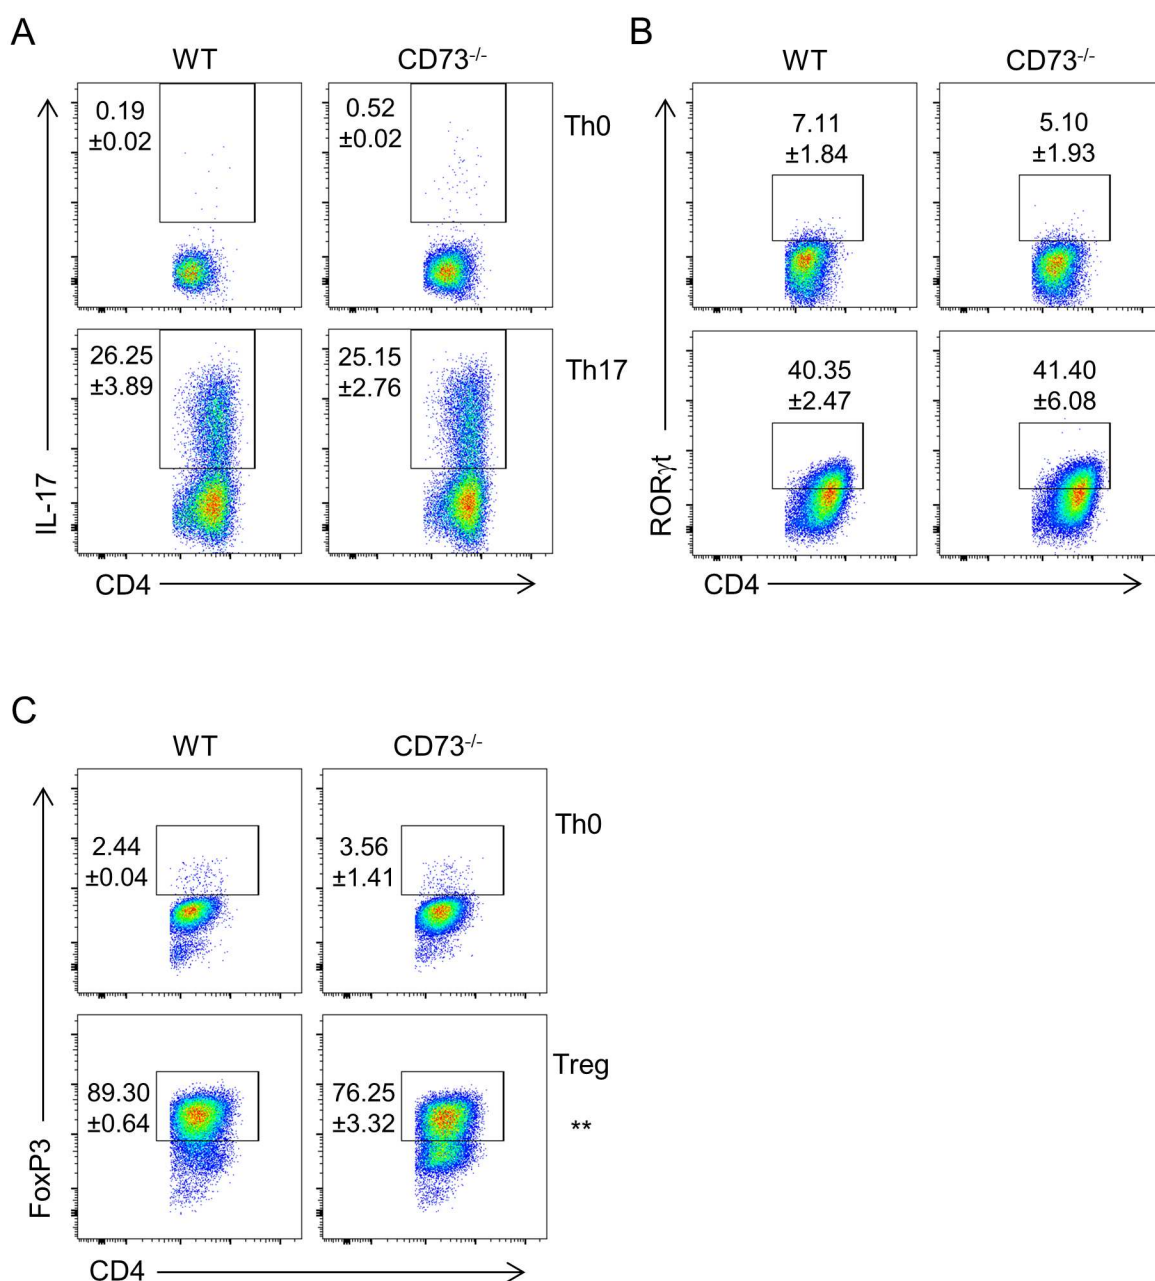 A
WT
CD73-/-
0.19
±0.02
0.52
±0.02
Th0
26.25
±3.89
25.15
±2.76
Th17
IL-17
CD4
B
WT
CD73-/-
7.11
±1.84
5.10
±1.93
40.35
±2.47
41.40
±6.08
RORγt
CD4
C
WT
CD73-/-
2.44
±0.04
3.56
±1.41
Th0
89.30
±0.64
76.25
±3.32
Treg
**
FoxP3
CD4